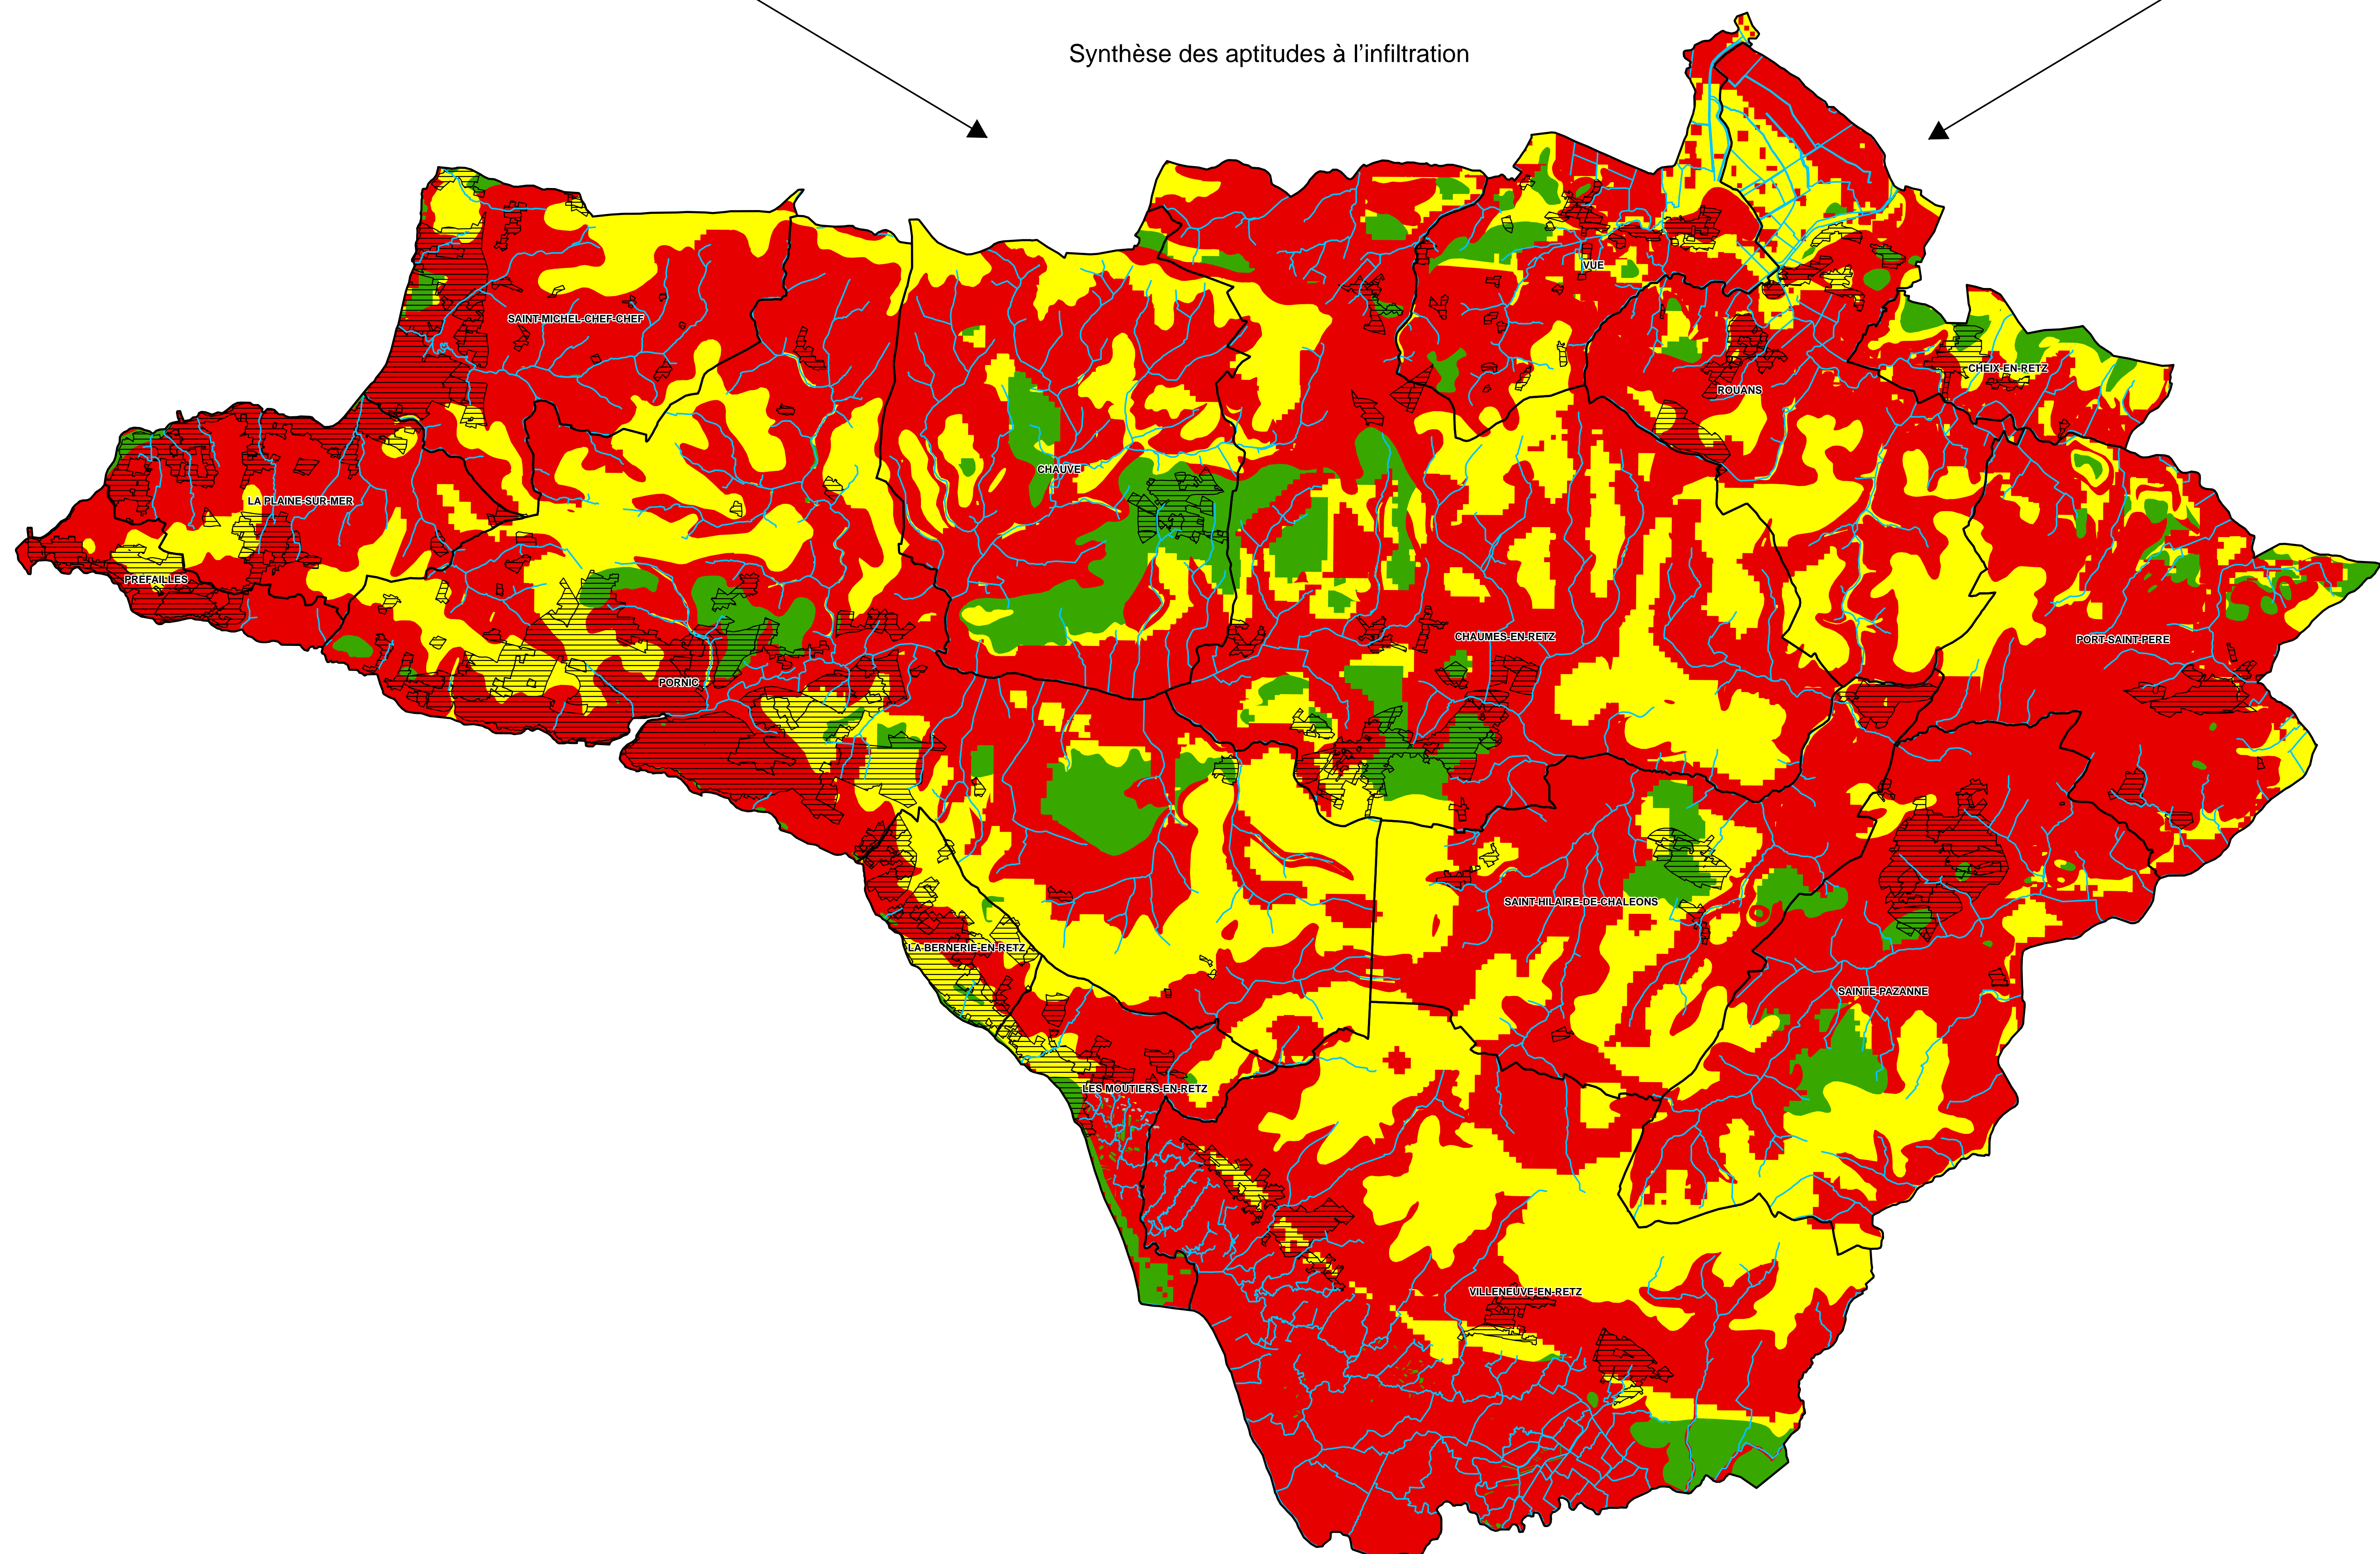 Synthèse des aptitudes à l’infiltration
VUE
SAINT-MICHEL-CHEF-CHEF
CHEIX-EN-RETZ
ROUANS
CHAUVE
LA PLAINE-SUR-MER
PREFAILLES
CHAUMES-EN-RETZ
PORT-SAINT-PERE
PORNIC
SAINT-HILAIRE-DE-CHALEONS
LA BERNERIE-EN-RETZ
SAINTE-PAZANNE
LES MOUTIERS-EN-RETZ
VILLENEUVE-EN-RETZ